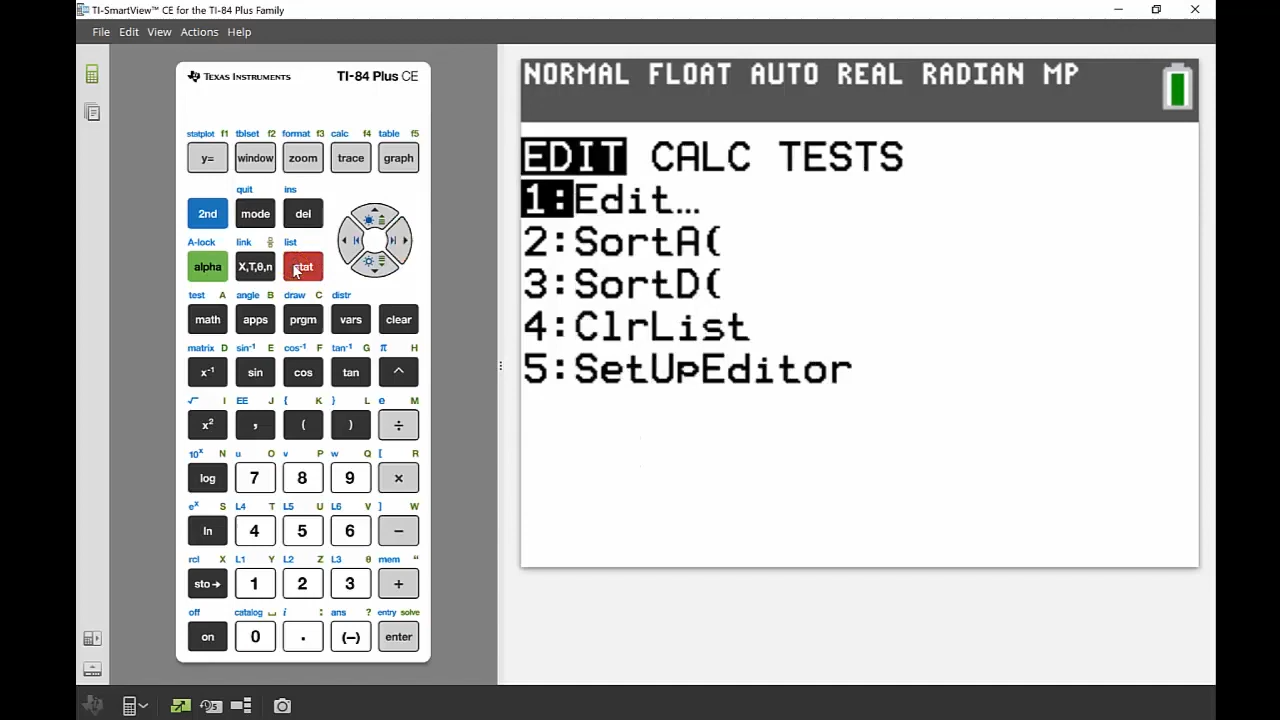 TI-SmartView™ CE for the TI-84 Plus Family
File Edit View Actions Help
TEXAS INSTRUMENTS TI-84 Plus CE
statplot f1 tblset f2 format f3 calc f4 table f5
y= window zoom trace graph
quit ins
2nd mode del
A-lock link list
alpha X,T,θ,n stat
test A angle B draw C distr
math apps prgm vars clear
matrix D sin⁻¹ E cos⁻¹ F tan⁻¹ G π H
x⁻¹ sin cos tan ^
√ I EE J { K } L e M
x² , ( ) ÷
10ˣ N u O v P w Q [ R
log 7 8 9 ×
eˣ S L4 T L5 U L6 V ] W
ln 4 5 6 −
rcl X L1 Y L2 Z L3 θ mem “
sto→ 1 2 3 +
off catalog ⎵ i : ans ? entry solve
on 0 . (–) enter
NORMAL FLOAT AUTO REAL RADIAN MP
EDIT CALC TESTS
1:Edit…
2:SortA(
3:SortD(
4:ClrList
5:SetUpEditor